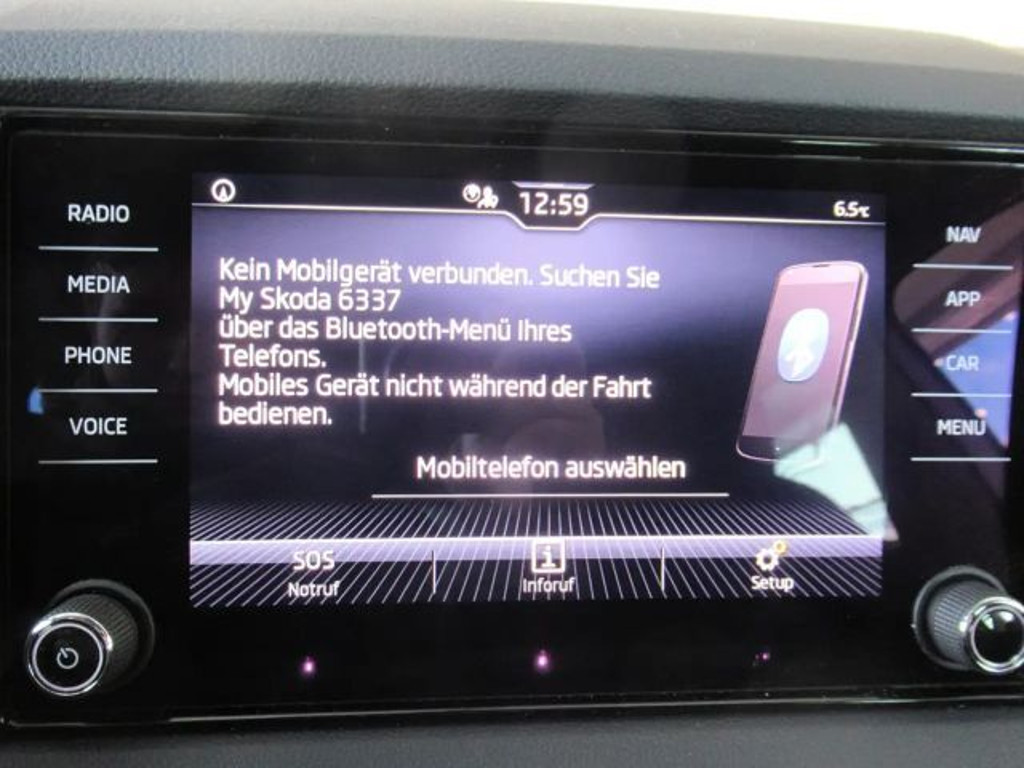 RADIO
MEDIA
PHONE
VOICE
12:59
6.5°C
Kein Mobilgerät verbunden. Suchen Sie
My Skoda 6337
über das Bluetooth-Menü Ihres
Telefons.
Mobiles Gerät nicht während der Fahrt
bedienen.
Mobiltelefon auswählen
SOS
Notruf
i
Inforuf
Setup
NAV
APP
CAR
MENU